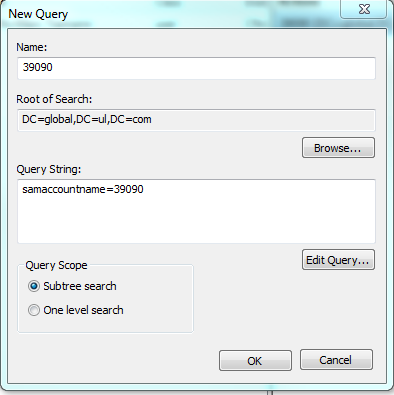 New Query
Name:
39090
Root of Search:
DC=global,DC=ul,DC=com
Browse...
Query String:
samaccountname=39090
Edit Query...
Query Scope
Subtree search
One level search
OK
Cancel